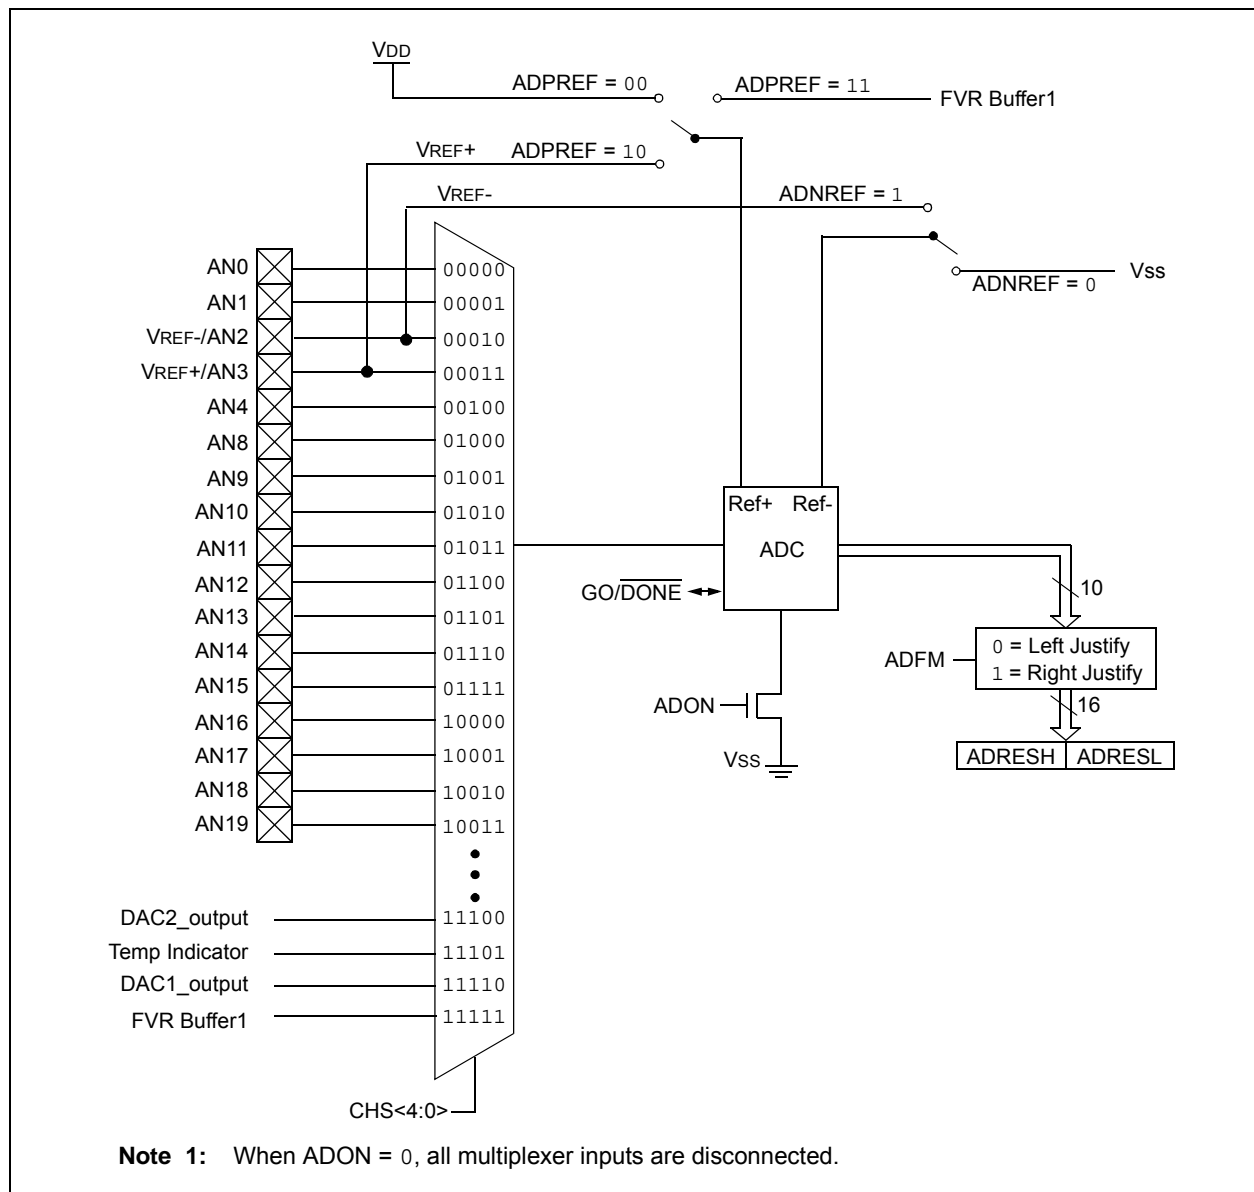 VDD
ADPREF = 00
ADPREF = 11
FVR Buffer1
VREF+
ADPREF = 10
VREF-
ADNREF = 1
ADNREF = 0
Vss
AN0
00000
AN1
00001
VREF-/AN2
00010
VREF+/AN3
00011
AN4
00100
AN8
01000
AN9
01001
AN10
01010
AN11
01011
AN12
01100
AN13
01101
AN14
01110
AN15
01111
AN16
10000
AN17
10001
AN18
10010
AN19
10011
DAC2_output
11100
Temp Indicator
11101
DAC1_output
11110
FVR Buffer1
11111
CHS<4:0>
Ref+ Ref-
ADC
GO/DONE
10
ADFM
0 = Left Justify
1 = Right Justify
16
ADRESH ADRESL
ADON
VSS
Note 1: When ADON = 0, all multiplexer inputs are disconnected.